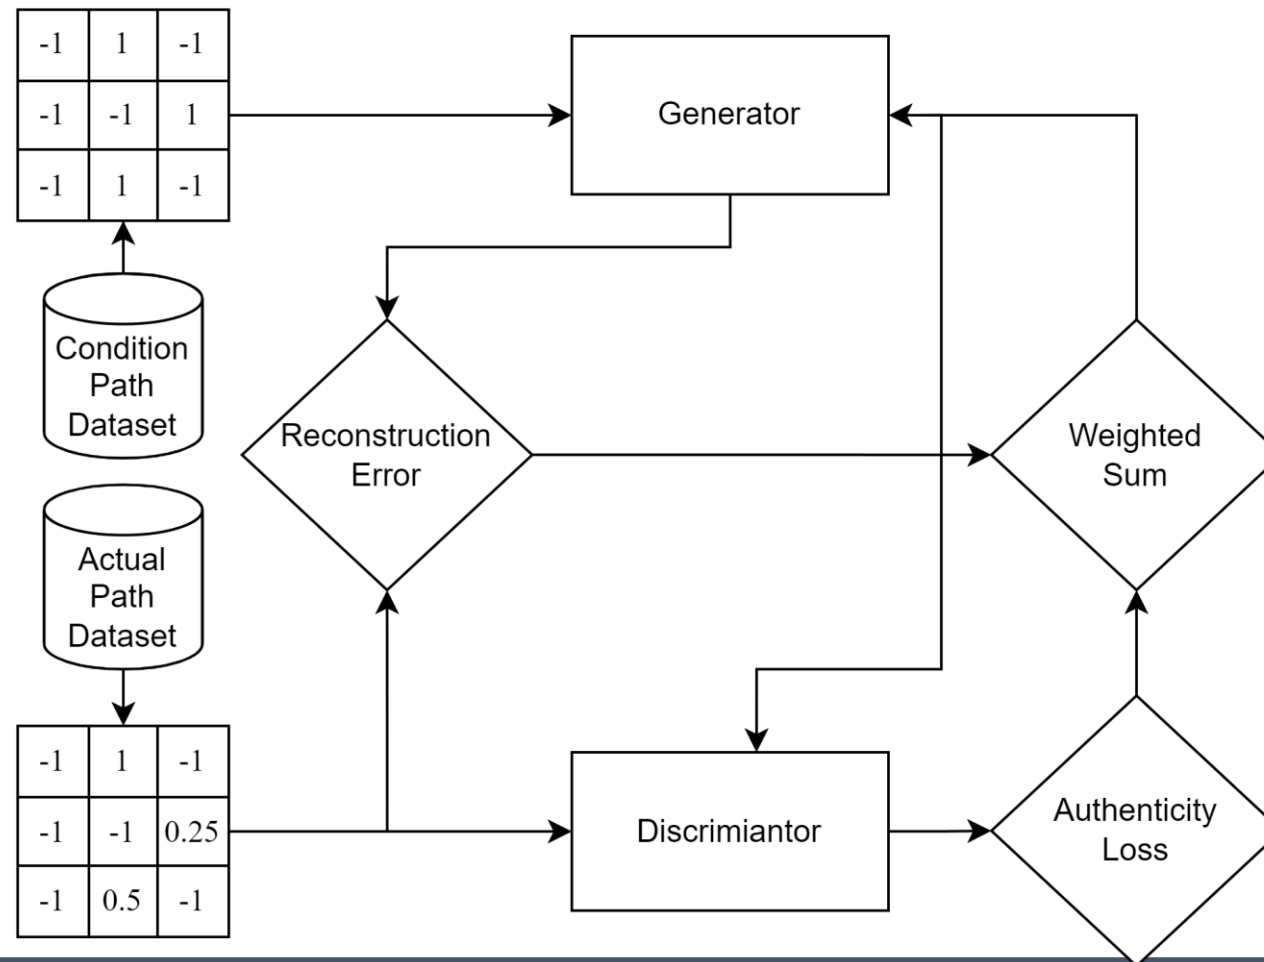 -1 1 -1
-1 -1 1
-1 1 -1
Generator
Condition
Path
Dataset
Reconstruction
Error
Weighted
Sum
Actual
Path
Dataset
-1 1 -1
-1 -1 0.25
-1 0.5 -1
Discrimiantor
Authenticity
Loss